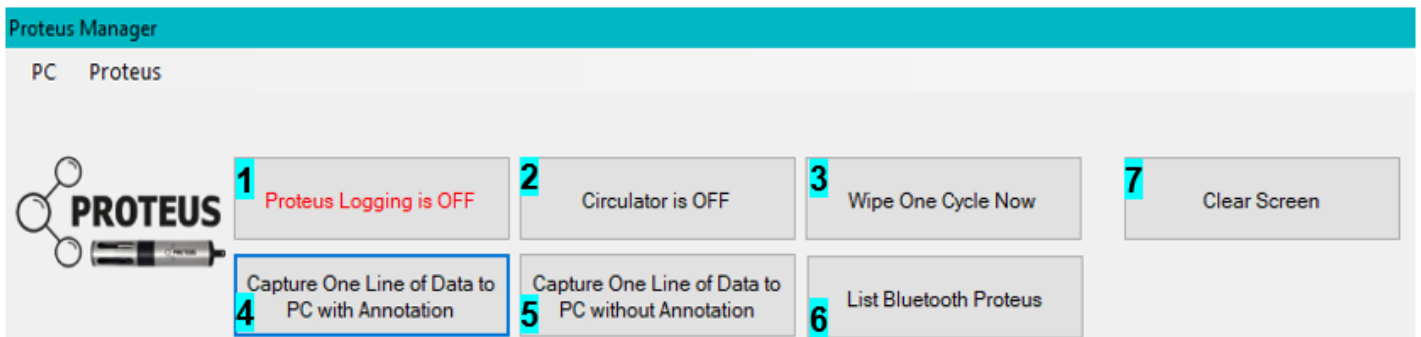 Proteus Manager
PC Proteus
1
Proteus Logging is OFF
2
Circulator is OFF
3
Wipe One Cycle Now
7
Clear Screen
PROTEUS
4
Capture One Line of Data to
PC with Annotation
5
Capture One Line of Data to
PC without Annotation
6
List Bluetooth Proteus